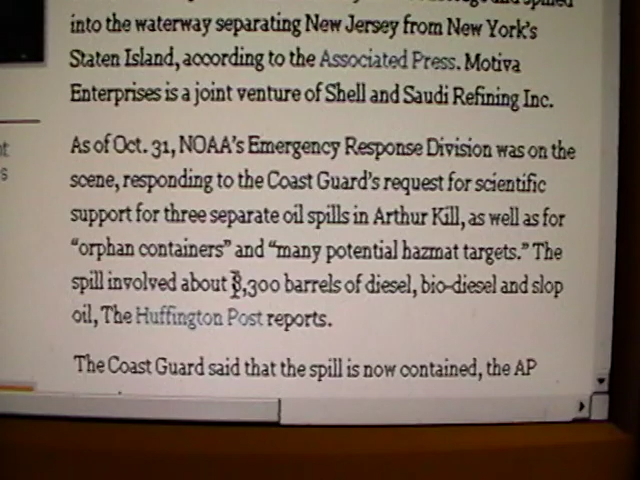 into the waterway separating New Jersey from New York's
Staten Island, according to the Associated Press. Motiva
Enterprises is a joint venture of Shell and Saudi Refining Inc.
As of Oct. 31, NOAA's Emergency Response Division was on the
scene, responding to the Coast Guard's request for scientific
support for three separate oil spills in Arthur Kill, as well as for
"orphan containers" and "many potential hazmat targets." The
spill involved about barrels of diesel, bio-diesel and slop
oil, The Huffington Post reports.
The Coast Guard said that the spill is now contained, the AP